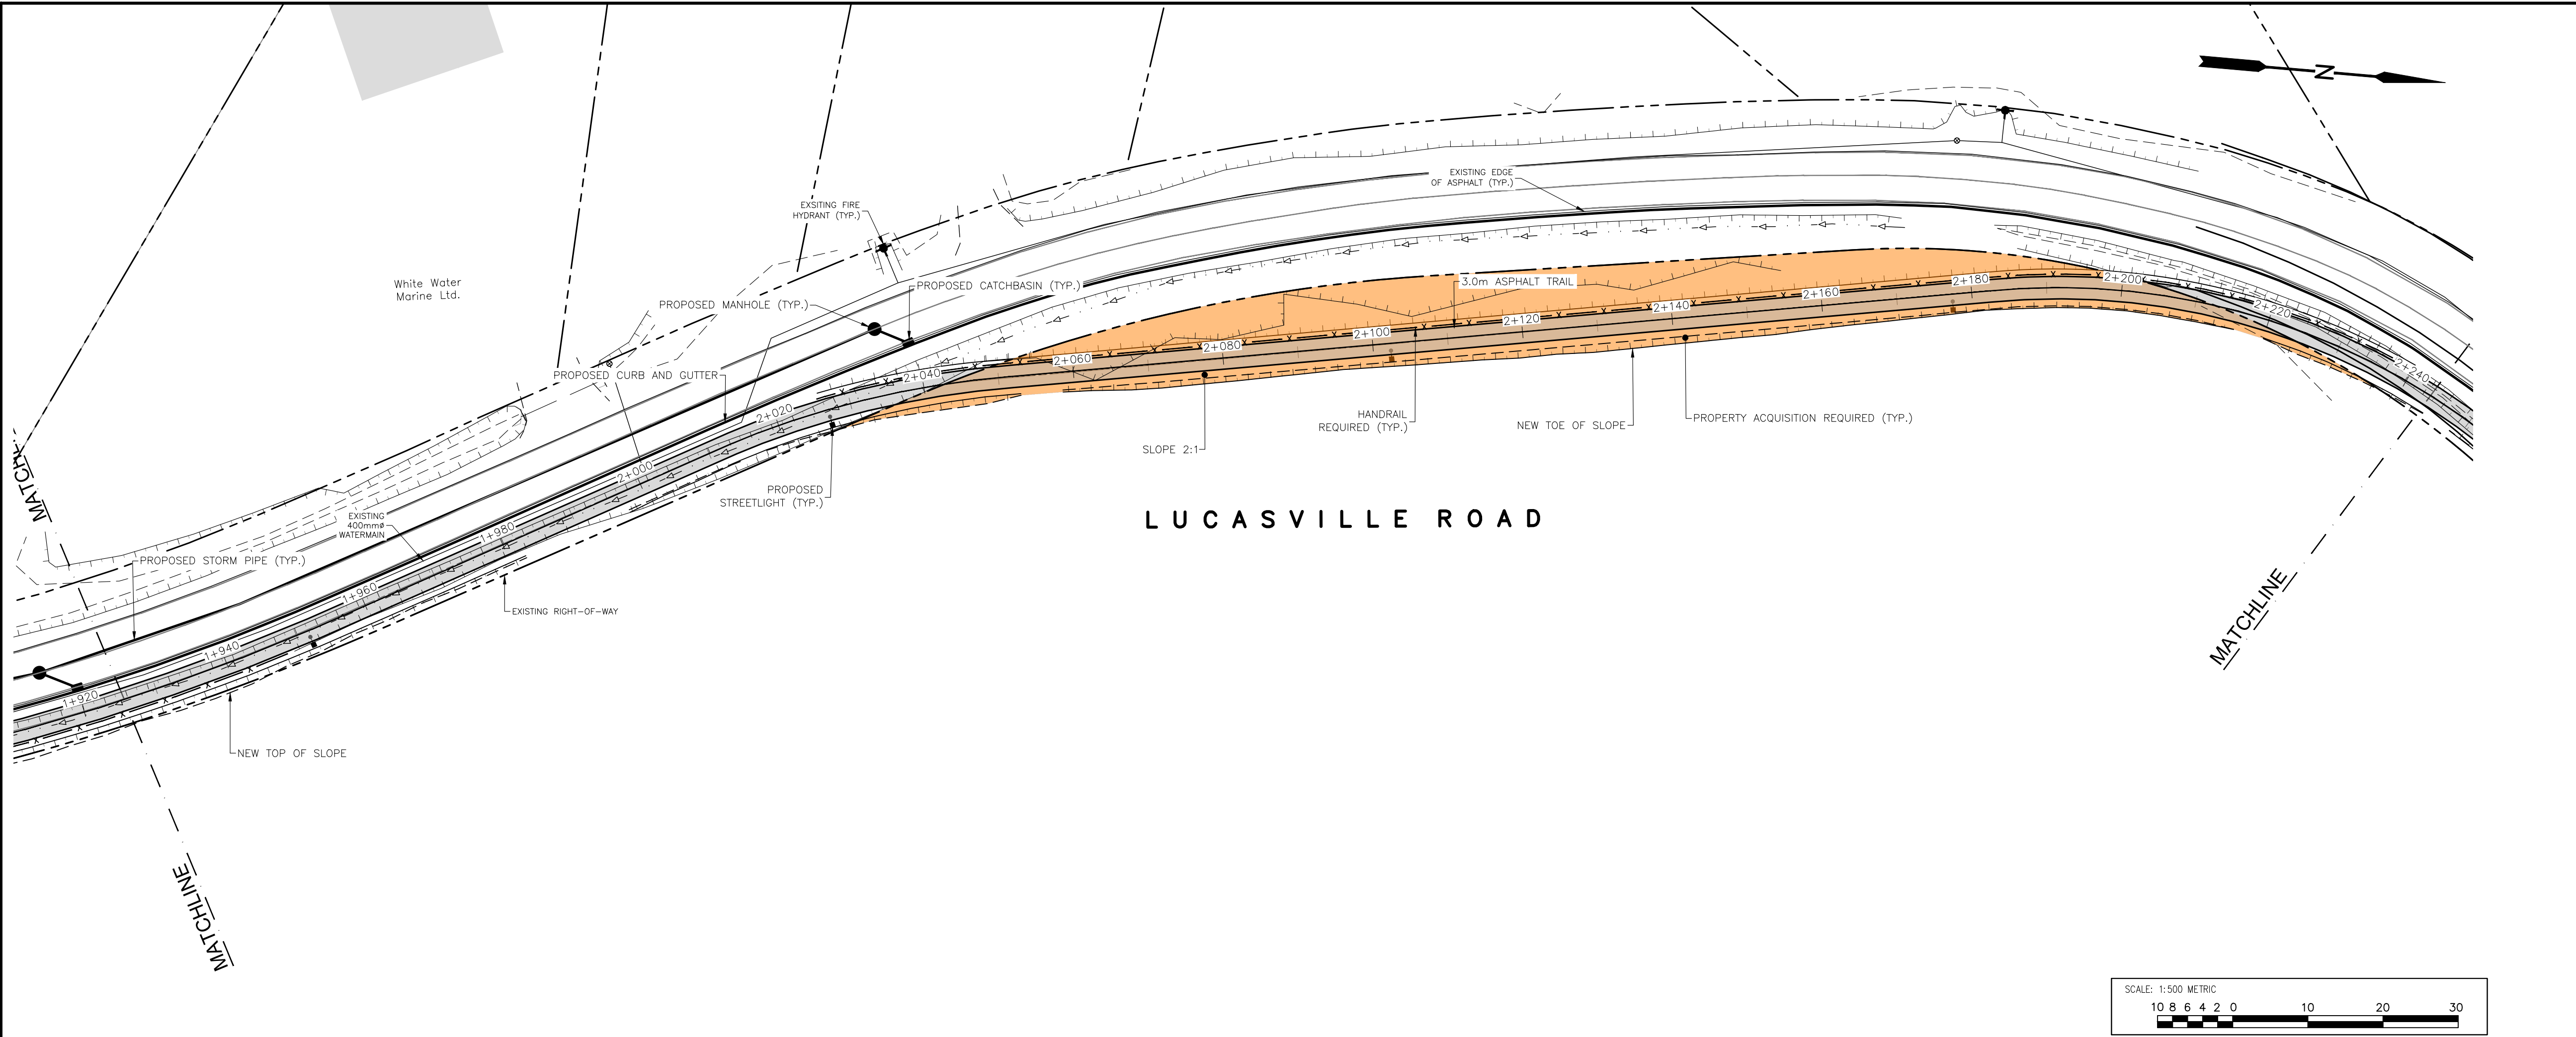 N
EXISTING EDGE
OF ASPHALT (TYP.)
EXSITING FIRE
HYDRANT (TYP.)
White Water
Marine Ltd.
PROPOSED MANHOLE (TYP.)
PROPOSED CATCHBASIN (TYP.)
3.0m ASPHALT TRAIL
PROPOSED CURB AND GUTTER
1+920
1+940
1+960
1+980
2+000
2+020
2+040
2+060
2+080
2+100
2+120
2+140
2+160
2+180
2+200
2+220
2+240
HANDRAIL
REQUIRED (TYP.)
NEW TOE OF SLOPE
PROPERTY ACQUISITION REQUIRED (TYP.)
SLOPE 2:1
PROPOSED
STREETLIGHT (TYP.)
EXISTING
400mmø
WATERMAIN
LUCASVILLE ROAD
PROPOSED STORM PIPE (TYP.)
EXISTING RIGHT-OF-WAY
NEW TOP OF SLOPE
MATCHLINE
MATCHLINE
SCALE: 1:500 METRIC
10 8 6 4 2 0 10 20 30